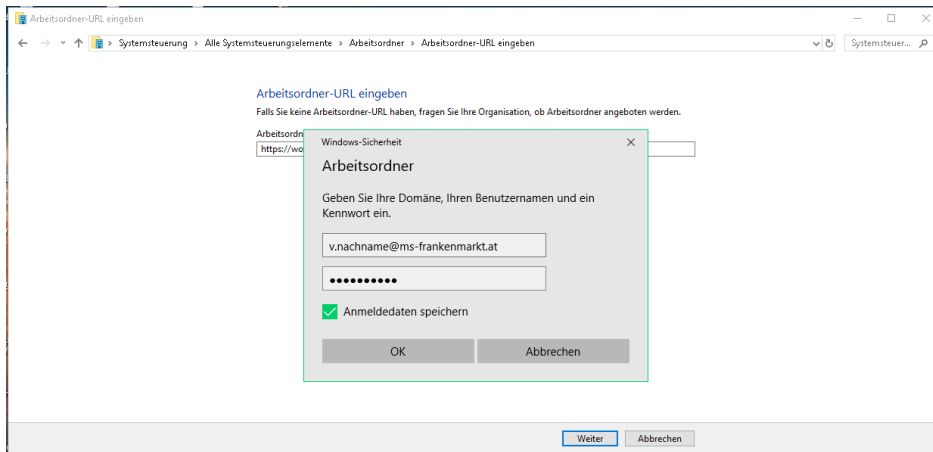 Arbeitsordner-URL eingeben
Systemsteuerung > Alle Systemsteuerungselemente > Arbeitsordner > Arbeitsordner-URL eingeben
Systemsteuer...
Arbeitsordner-URL eingeben
Falls Sie keine Arbeitsordner-URL haben, fragen Sie Ihre Organisation, ob Arbeitsordner angeboten werden.
Arbeitsordn
https://wo
Windows-Sicherheit
Arbeitsordner
Geben Sie Ihre Domäne, Ihren Benutzernamen und ein
Kennwort ein.
v.nachname@ms-frankenmarkt.at
●●●●●●●●●●
Anmeldedaten speichern
OK Abbrechen
Weiter Abbrechen